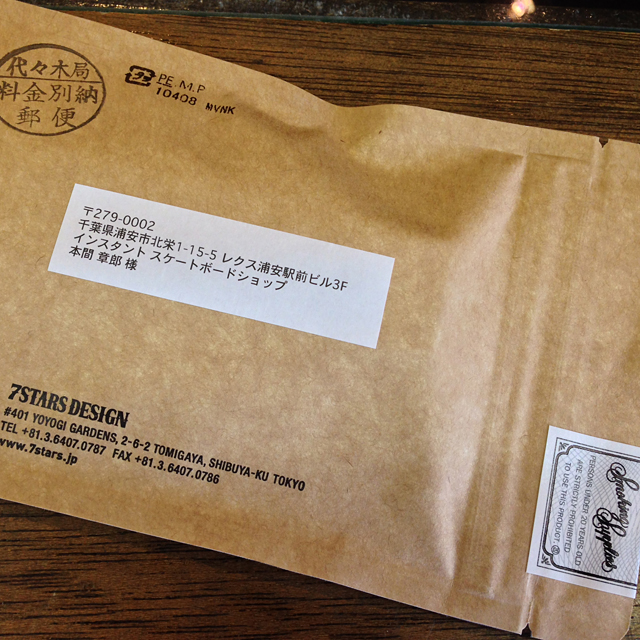 代々木局
料金別納
郵便
PE. M.P
10408 MVNK
〒279-0002
千葉県浦安市北栄1-15-5 レクス浦安駅前ビル3F
インスタント スケートボードショップ
本間 章郎 様
7STARS DESIGN
#401 YOYOGI GARDENS, 2-6-2 TOMIGAYA, SHIBUYA-KU TOKYO
TEL +81.3.6407.0787 FAX +81.3.6407.0786
www.7stars.jp
Smoking
Supplies
PERSONS UNDER 20 YEARS OLD
ARE STRICTLY PROHIBITED
TO USE THIS PRODUCT.